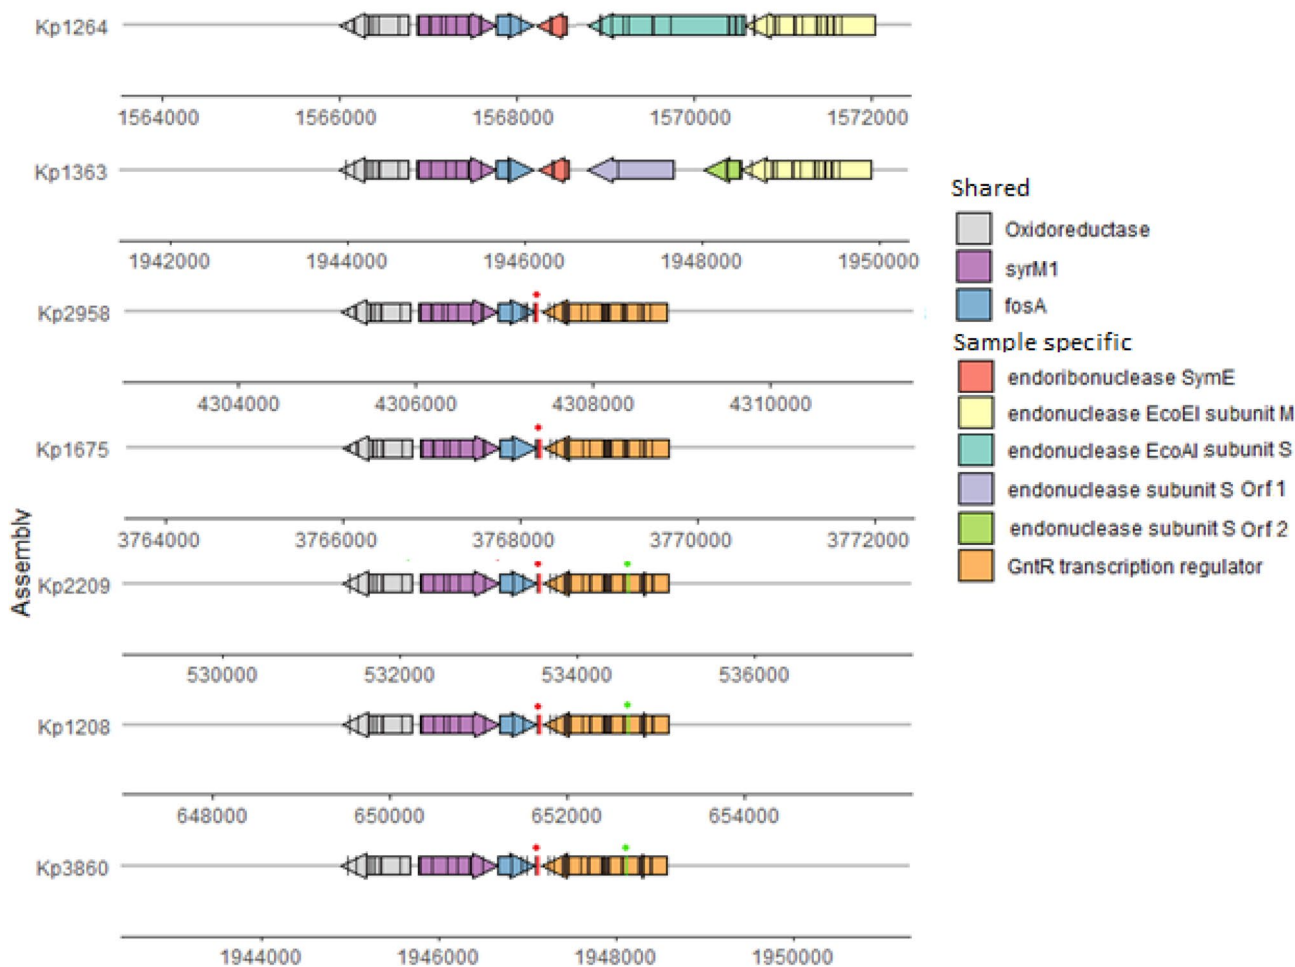 Kp1264
1564000 1566000 1568000 1570000 1572000
Kp1363
1942000 1944000 1946000 1948000 1950000
Kp2958
4304000 4306000 4308000 4310000
Kp1675
3764000 3766000 3768000 3770000 3772000
Kp2209
530000 532000 534000 536000
Kp1208
648000 650000 652000 654000
Kp3860
1944000 1946000 1948000 1950000
Assembly
Shared
Oxidoreductase
syrM1
fosA
Sample specific
endoribonuclease SymE
endonuclease EcoEI subunit M
endonuclease EcoAI subunit S
endonuclease subunit S Orf 1
endonuclease subunit S Orf 2
GntR transcription regulator